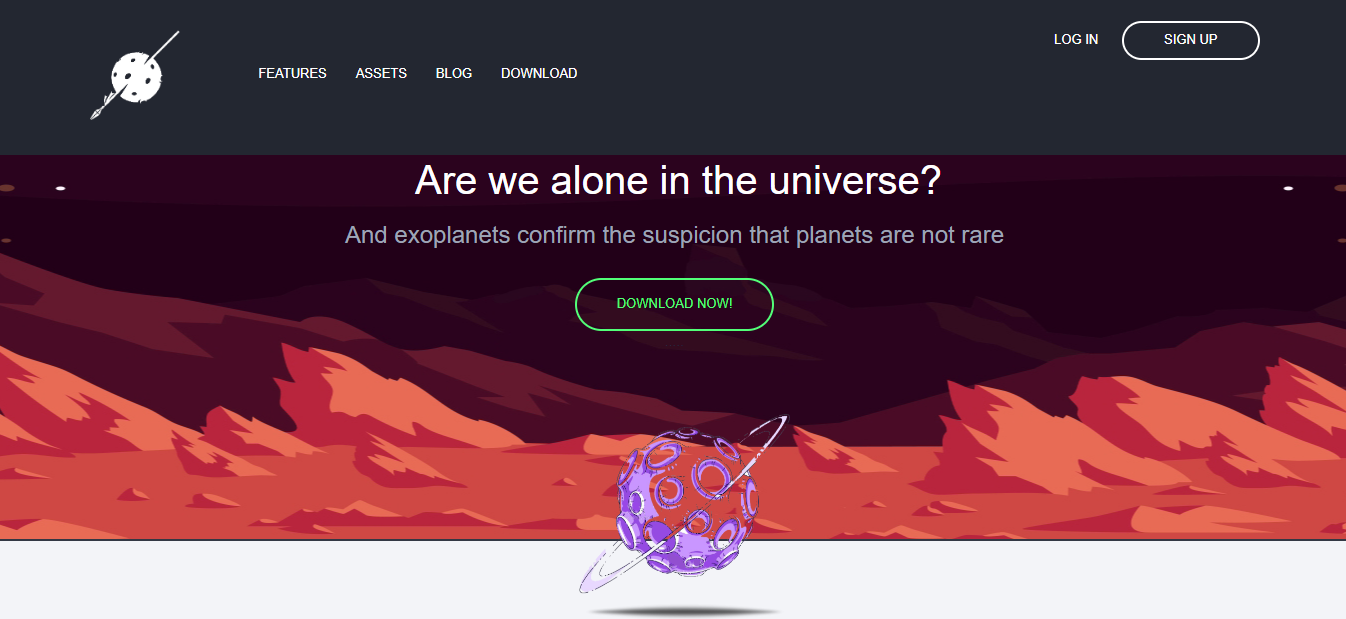 FEATURES ASSETS BLOG DOWNLOAD
LOG IN SIGN UP
Are we alone in the universe?
And exoplanets confirm the suspicion that planets are not rare
DOWNLOAD NOW!